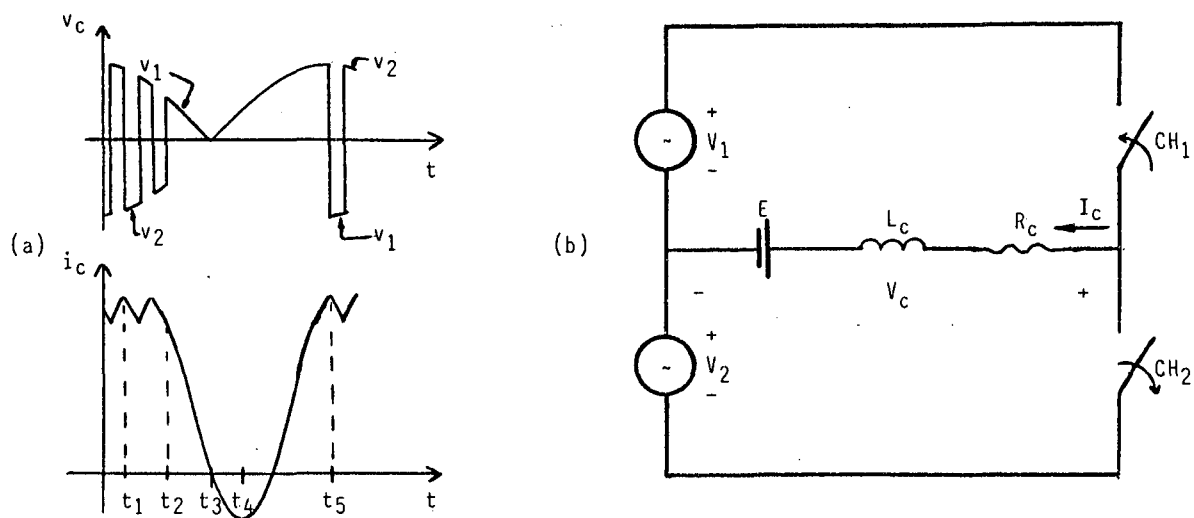 (a)
v_c
v_1
v_2
t
v_2
v_1
i_c
t_1 t_2 t_3 t_4 t_5 t
(b)
+
~ V_1
-
CH_1
E L_c R_c I_c
- V_c +
+
~ V_2
-
CH_2